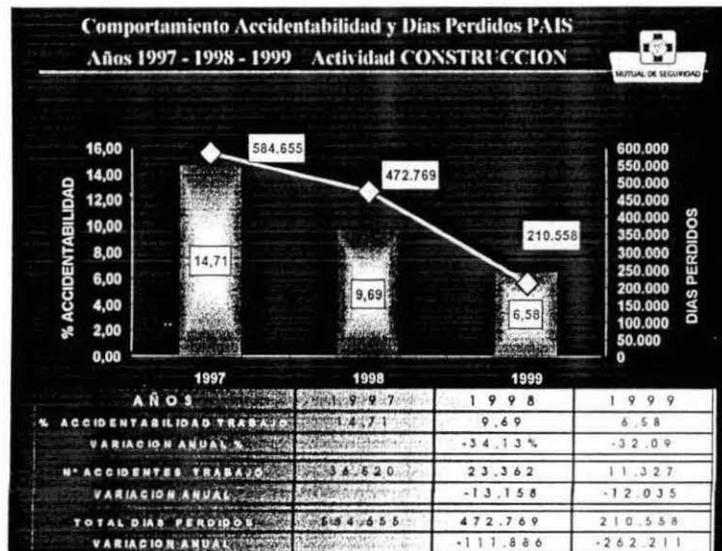 Comportamiento Accidentabilidad y Días Perdidos PAIS
Años 1997 - 1998 - 1999 Actividad CONSTRUCCION
MUTUAL DE SEGURIDAD
% ACCIDENTABILIDAD
16,00
14,00
12,00
10,00
8,00
6,00
4,00
2,00
0,00
584.655
472.769
210.558
14,71
9,69
6,58
600.000
550.000
500.000
450.000
400.000
350.000
300.000
250.000
200.000
150.000
100.000
50.000
0
DIAS PERDIDOS
1997 1998 1999
AÑOS 1997 1998 1999
% ACCIDENTABILIDAD TRABAJO 14,71 9,69 6,58
VARIACION ANUAL % -34,13% -32,09
N° ACCIDENTES TRABAJO 23.362 11.327
VARIACION ANUAL -13.158 -12.035
TOTAL DIAS PERDIDOS 584.655 472.769 210.558
VARIACION ANUAL -111.886 -262.211